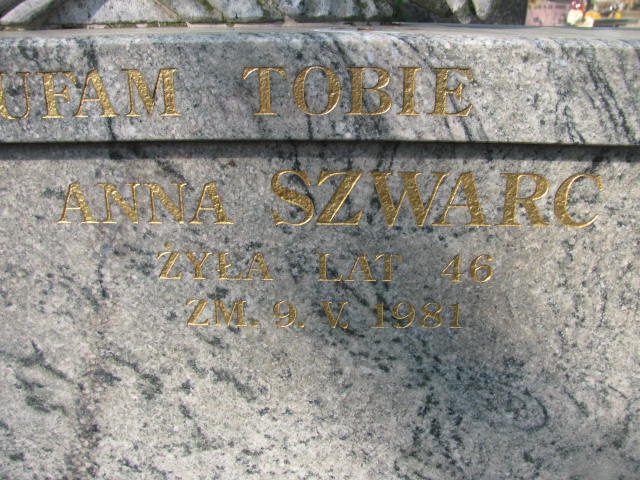 UFAM TOBIE
ANNA SZWARC
ŻYŁA LAT 46
ZM. 9. V. 1981